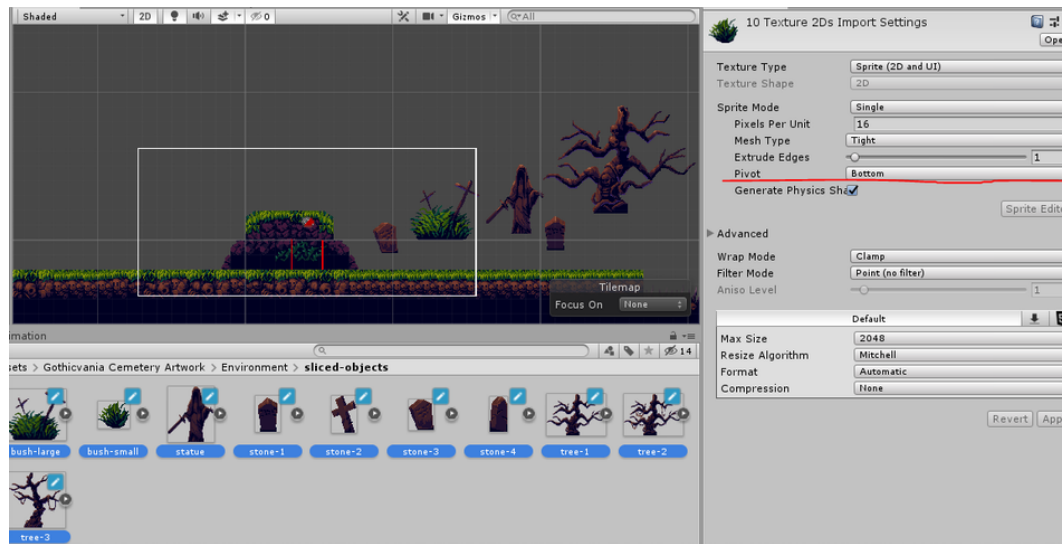 Shaded
2D
0
Gizmos
All
10 Texture 2Ds Import Settings
Ope
Texture Type
Sprite (2D and UI)
Texture Shape
2D
Sprite Mode
Single
Pixels Per Unit
16
Mesh Type
Tight
Extrude Edges
1
Pivot
Bottom
Generate Physics Sha
Sprite Edit
Advanced
Wrap Mode
Clamp
Filter Mode
Point (no filter)
Aniso Level
1
Default
Max Size
2048
Resize Algorithm
Mitchell
Format
Automatic
Compression
None
Revert
App
Tilemap
Focus On
None
imation
14
sets > Gothicvania Cemetery Artwork > Environment > sliced-objects
bush-large
bush-small
statue
stone-1
stone-2
stone-3
stone-4
tree-1
tree-2
tree-3